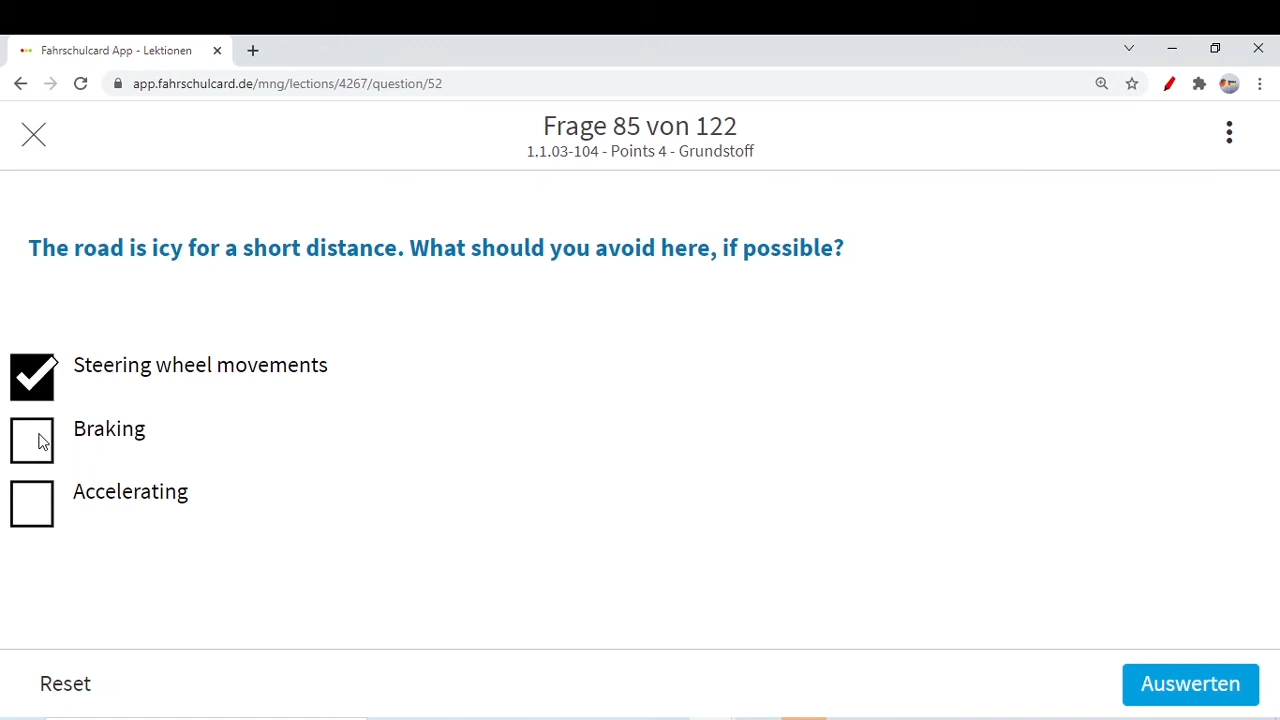 Fahrschulcard App - Lektionen
app.fahrschulcard.de/mng/lections/4267/question/52
Frage 85 von 122
1.1.03-104 - Points 4 - Grundstoff
The road is icy for a short distance. What should you avoid here, if possible?
Steering wheel movements
Braking
Accelerating
Reset
Auswerten